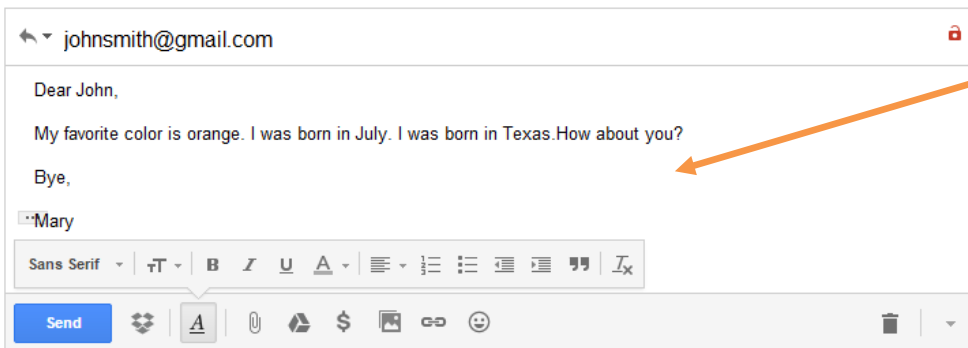 johnsmith@gmail.com
Dear John,
My favorite color is orange. I was born in July. I was born in Texas.How about you?
Bye,
Mary
Sans Serif
Send